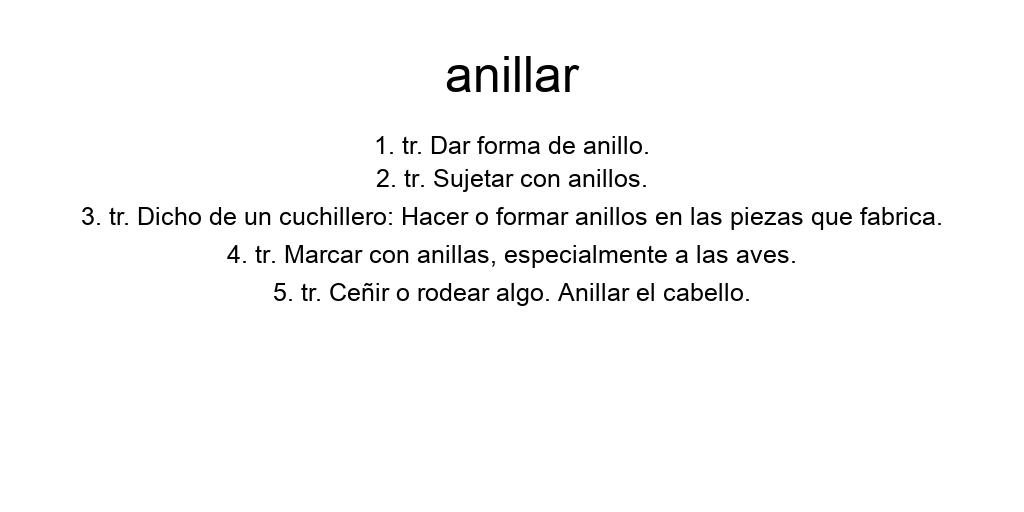 anillar
1. tr. Dar forma de anillo.
2. tr. Sujetar con anillos.
3. tr. Dicho de un cuchillero: Hacer o formar anillos en las piezas que fabrica.
4. tr. Marcar con anillas, especialmente a las aves.
5. tr. Ceñir o rodear algo. Anillar el cabello.